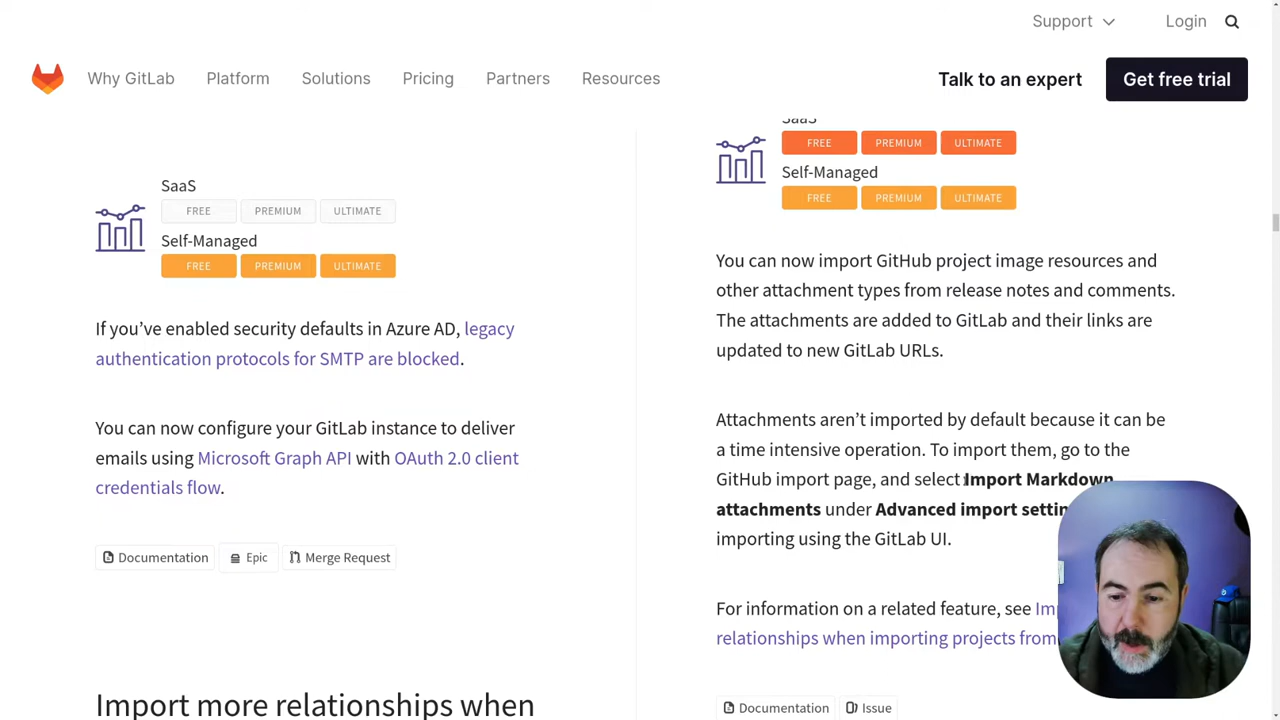 Support
Login
Why GitLab
Platform
Solutions
Pricing
Partners
Resources
Talk to an expert
Get free trial
SaaS
FREE PREMIUM ULTIMATE
Self-Managed
FREE PREMIUM ULTIMATE
If you’ve enabled security defaults in Azure AD, legacy
authentication protocols for SMTP are blocked.
You can now configure your GitLab instance to deliver
emails using Microsoft Graph API with OAuth 2.0 client
credentials flow.
Documentation
Epic
Merge Request
Import more relationships when
SaaS
FREE PREMIUM ULTIMATE
Self-Managed
FREE PREMIUM ULTIMATE
You can now import GitHub project image resources and
other attachment types from release notes and comments.
The attachments are added to GitLab and their links are
updated to new GitLab URLs.
Attachments aren’t imported by default because it can be
a time intensive operation. To import them, go to the
GitHub import page, and select Import Markdown
attachments under Advanced import
importing using the GitLab UI.
For information on a related feature, see
relationships when importing projects from
Documentation
Issue